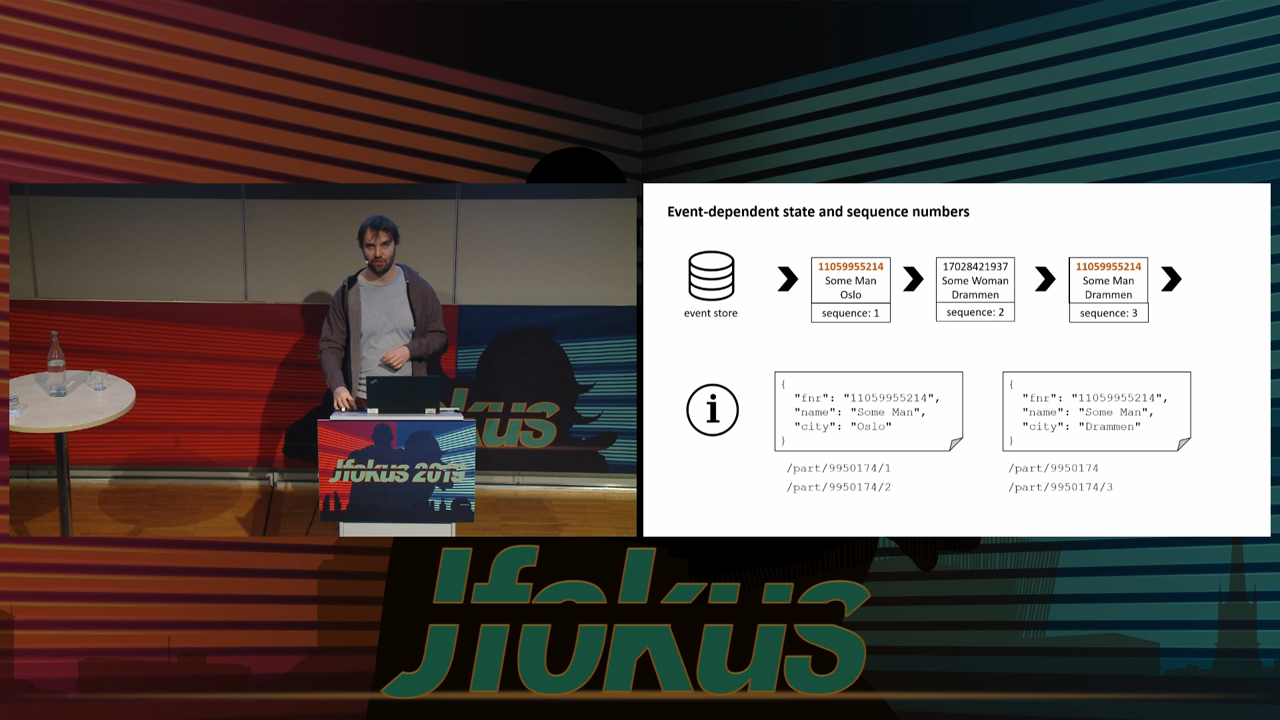 Event-dependent state and sequence numbers
11059955214
Some Man
Oslo
sequence: 1
17028421937
Some Woman
Drammen
sequence: 2
11059955214
Some Man
Drammen
sequence: 3
event store
i
{
"fnr": "11059955214",
"name": "Some Man",
"city": "Oslo"
}
/part/9950174/1
/part/9950174/2
{
"fnr": "11059955214",
"name": "Some Man",
"city": "Drammen"
}
/part/9950174
/part/9950174/3
kus
Jfokus 2019
Jfokus